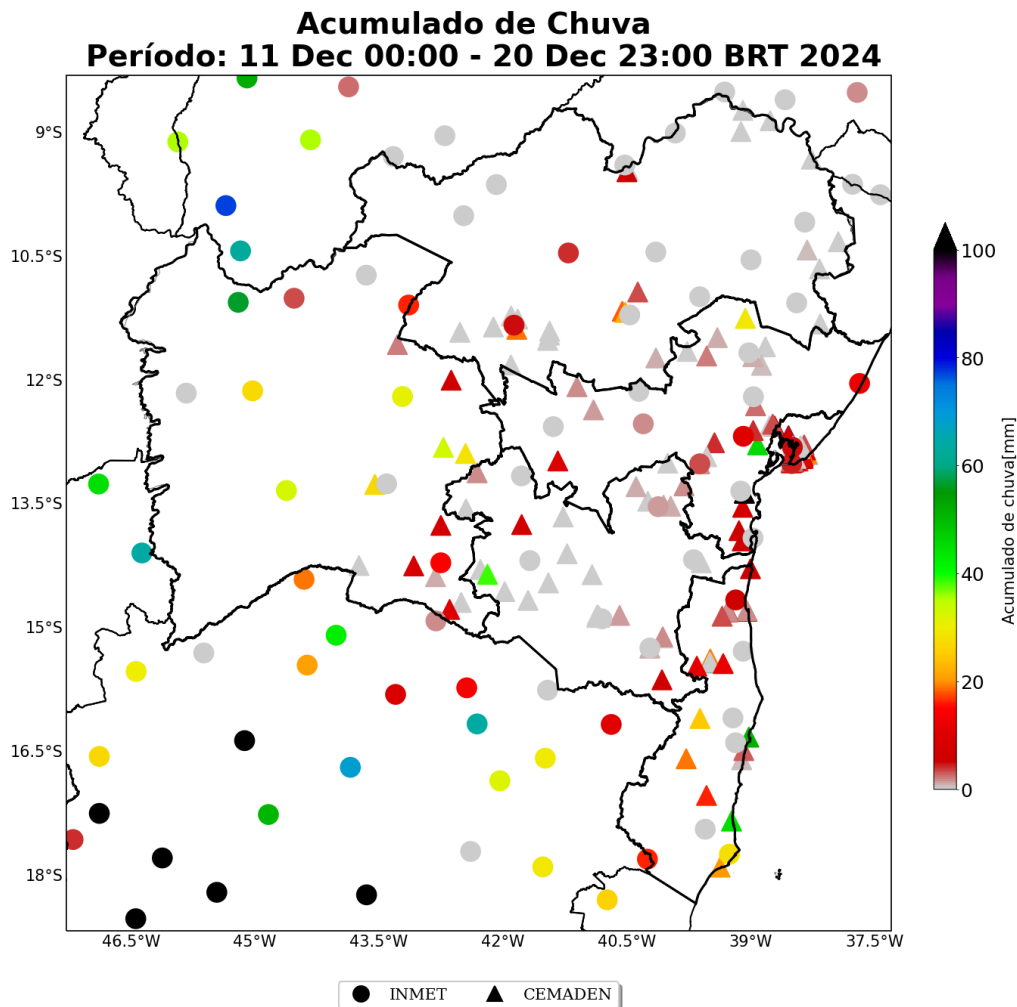 Acumulado de Chuva
Período: 11 Dec 00:00 - 20 Dec 23:00 BRT 2024
9°S
10.5°S
12°S
13.5°S
15°S
16.5°S
18°S
46.5°W
45°W
43.5°W
42°W
40.5°W
39°W
37.5°W
100
80
60
40
20
0
Acumulado de chuva[mm]
INMET
CEMADEN